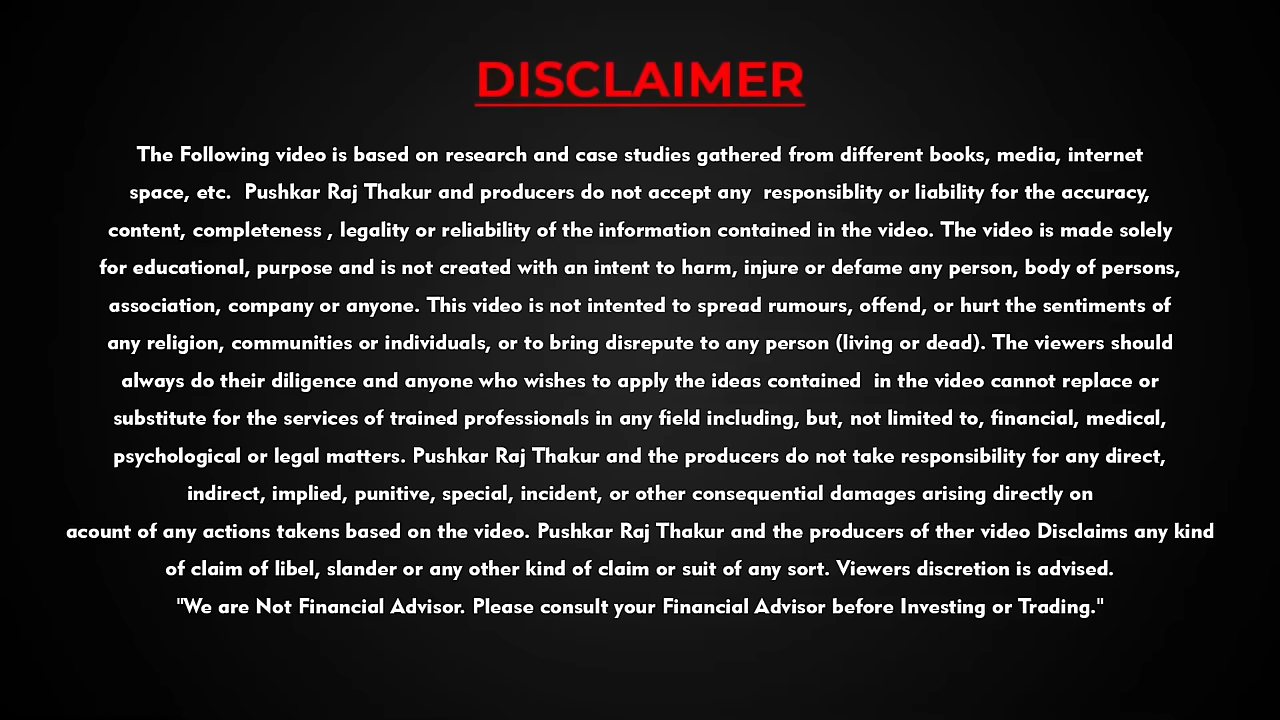 DISCLAIMER
The Following video is based on research and case studies gathered from different books, media, internet
space, etc.  Pushkar Raj Thakur and producers do not accept any  responsiblity or liability for the accuracy,
content, completeness , legality or reliability of the information contained in the video. The video is made solely
for educational, purpose and is not created with an intent to harm, injure or defame any person, body of persons,
association, company or anyone. This video is not intented to spread rumours, offend, or hurt the sentiments of
any religion, communities or individuals, or to bring disrepute to any person (living or dead). The viewers should
always do their diligence and anyone who wishes to apply the ideas contained  in the video cannot replace or
substitute for the services of trained professionals in any field including, but, not limited to, financial, medical,
psychological or legal matters. Pushkar Raj Thakur and the producers do not take responsibility for any direct,
indirect, implied, punitive, special, incident, or other consequential damages arising directly on
acount of any actions takens based on the video. Pushkar Raj Thakur and the producers of ther video Disclaims any kind
of claim of libel, slander or any other kind of claim or suit of any sort. Viewers discretion is advised.
"We are Not Financial Advisor. Please consult your Financial Advisor before Investing or Trading."